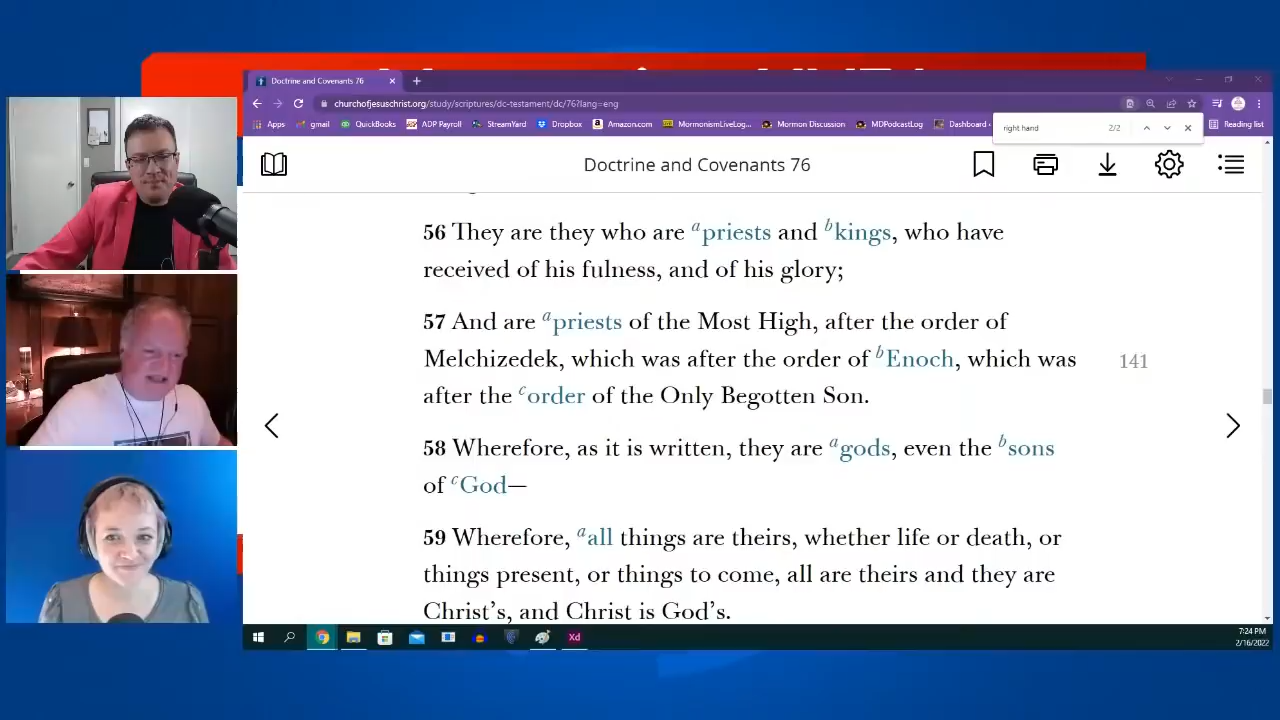 Doctrine and Covenants 76
churchofjesuschrist.org/study/scriptures/dc-testament/dc/76?lang=eng
Apps gmail QuickBooks ADP Payroll StreamYard Dropbox Amazon.com MormonismLiveLog... Mormon Discussion MDPodcastLog Dashboard Reading list
right hand 2/2
Doctrine and Covenants 76
56 They are they who are a priests and b kings, who have
received of his fulness, and of his glory;
57 And are a priests of the Most High, after the order of
Melchizedek, which was after the order of b Enoch, which was
after the c order of the Only Begotten Son.
141
58 Wherefore, as it is written, they are a gods, even the b sons
of c God—
59 Wherefore, a all things are theirs, whether life or death, or
things present, or things to come, all are theirs and they are
Christ's, and Christ is God's.
Xd
7:24 PM
2/16/2022